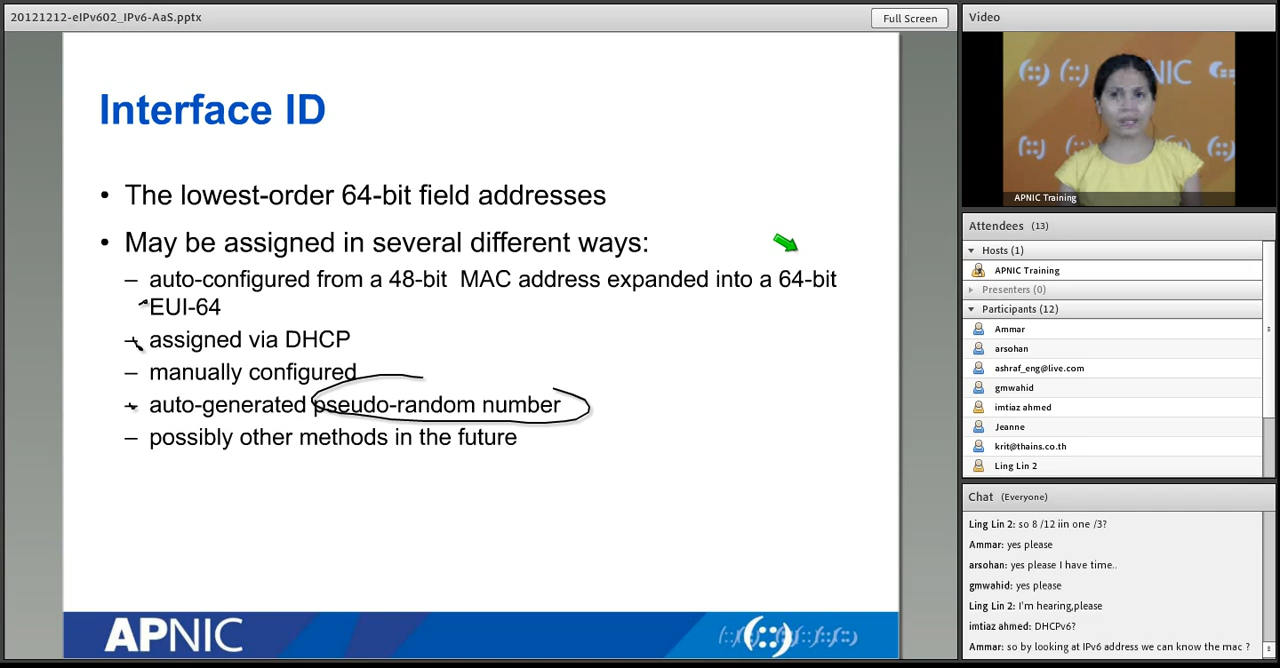 20121212-eIPv602_IPv6-AaS.pptx
Full Screen
Interface ID
• The lowest-order 64-bit field addresses
• May be assigned in several different ways:
– auto-configured from a 48-bit MAC address expanded into a 64-bit
EUI-64
– assigned via DHCP
– manually configured
– auto-generated pseudo-random number
– possibly other methods in the future
APNIC
(::)
Video
NIC
APNIC Training
Attendees (13)
Hosts (1)
APNIC Training
Presenters (0)
Participants (12)
Ammar
arsohan
ashraf_eng@live.com
gmwahid
imtiaz ahmed
Jeanne
krit@thains.co.th
Ling Lin 2
Chat (Everyone)
Ling Lin 2: so 8 /12 iin one /3?
Ammar: yes please
arsohan: yes please I have time..
gmwahid: yes please
Ling Lin 2: I'm hearing,please
imtiaz ahmed: DHCPv6?
Ammar: so by looking at IPv6 address we can know the mac ?